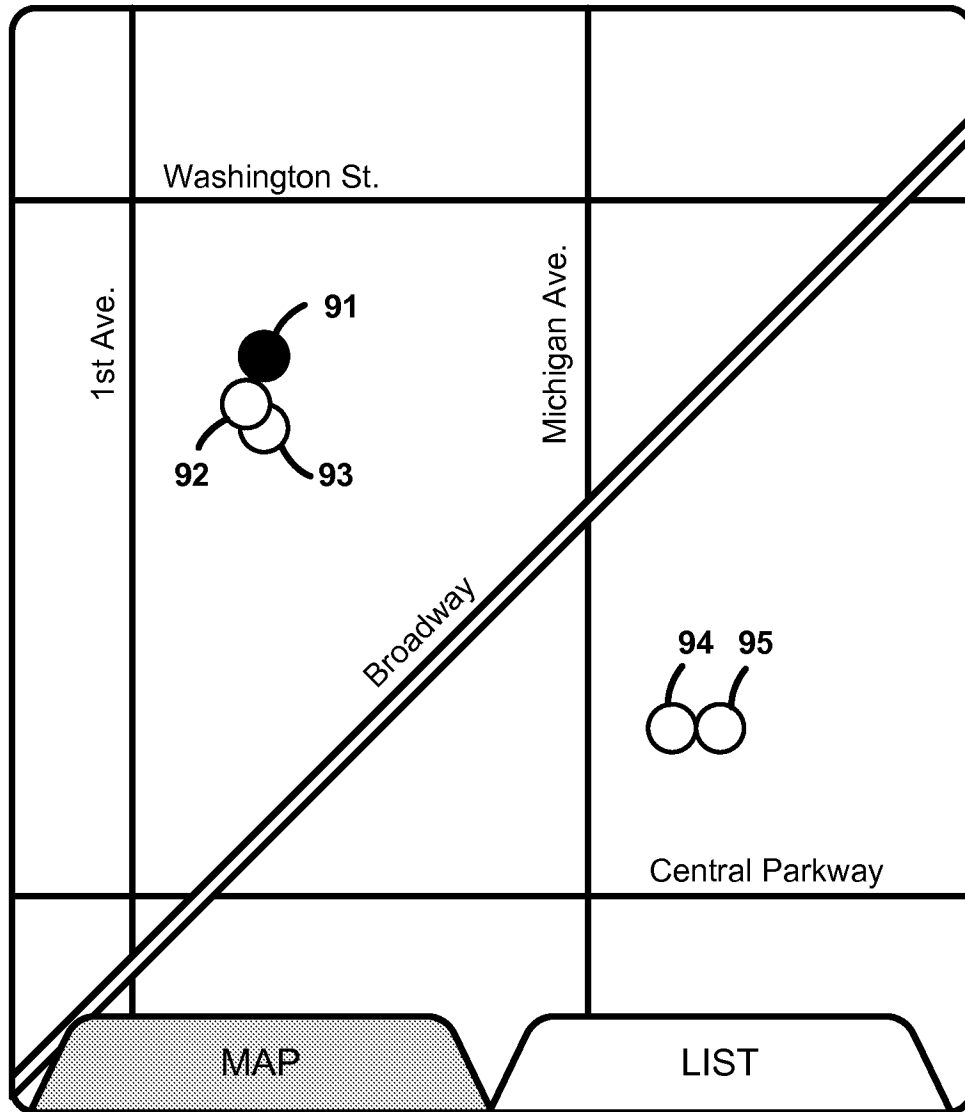 Washington St.
1st Ave.
91
Michigan Ave.
92
93
Broadway
94 95
Central Parkway
MAP
LIST